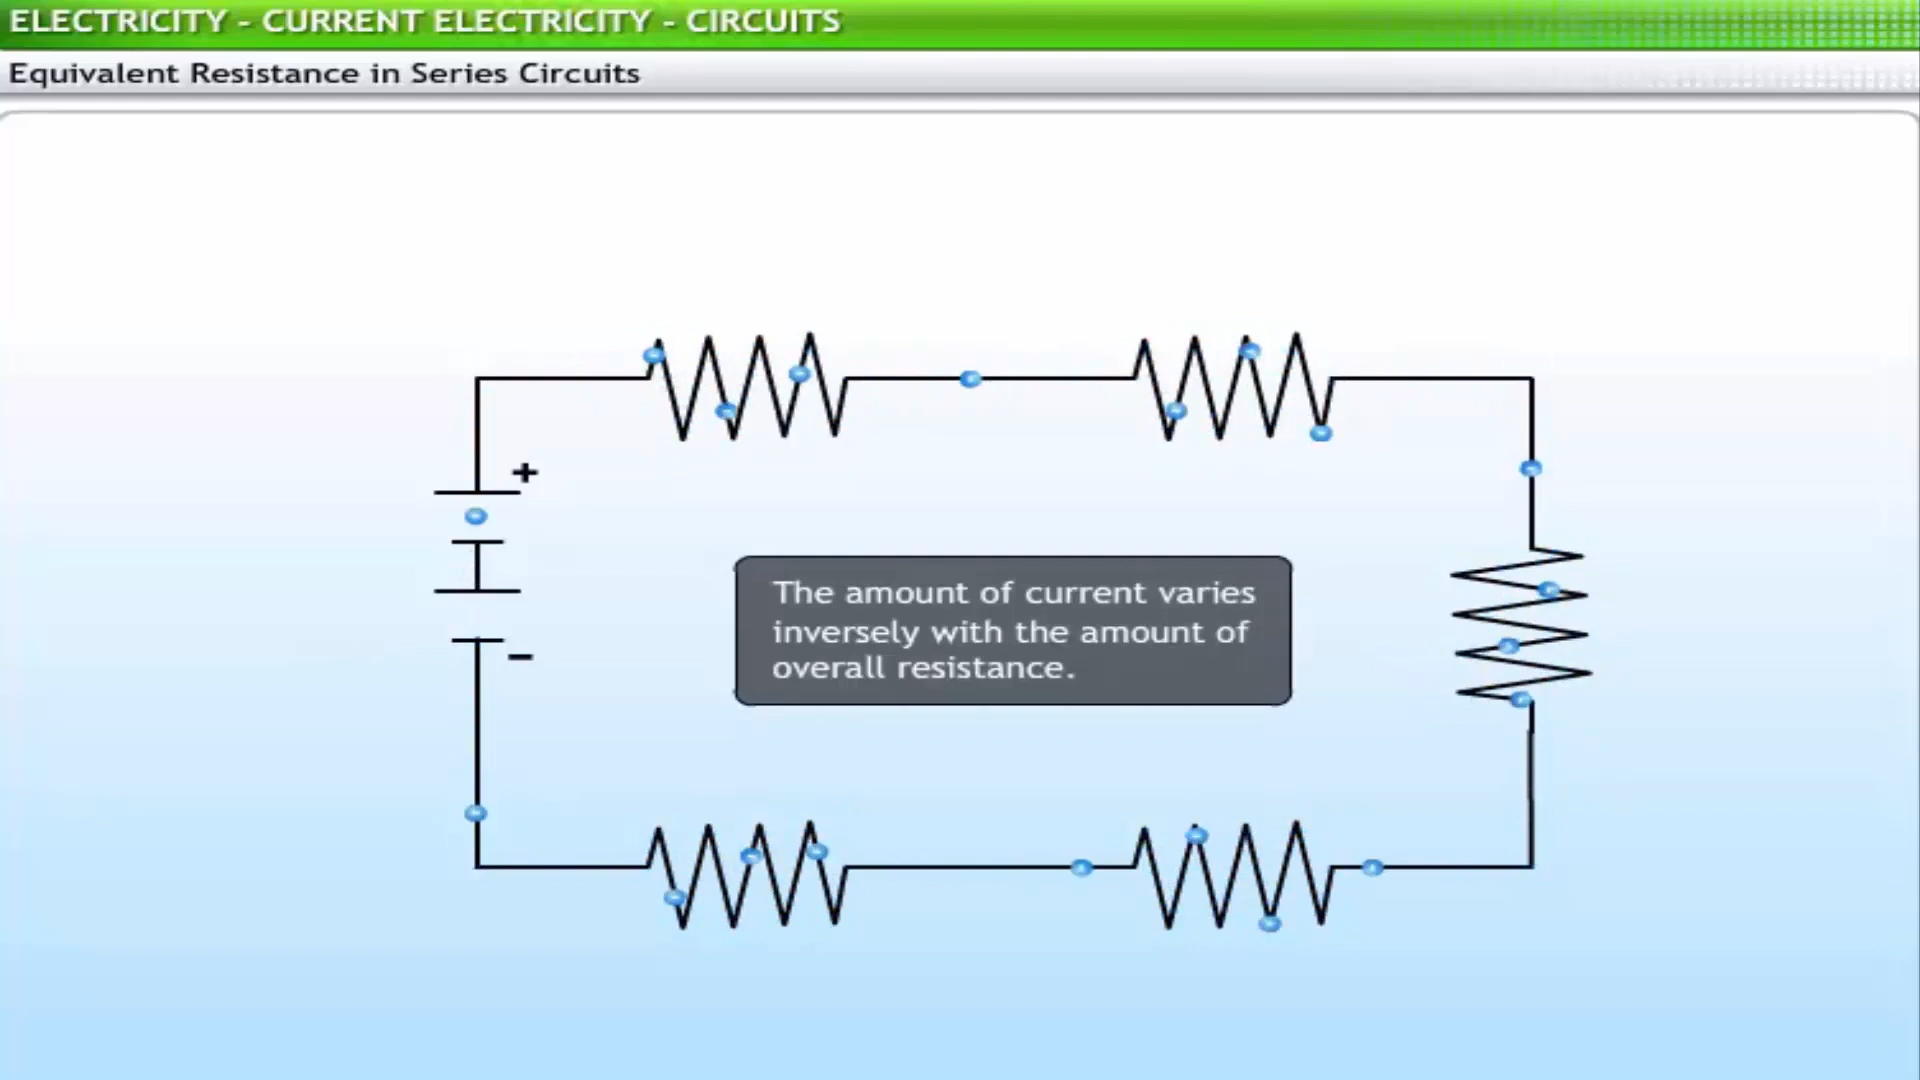 ELECTRICITY - CURRENT ELECTRICITY - CIRCUITS
Equivalent Resistance in Series Circuits
+
The amount of current varies
inversely with the amount of
overall resistance.
−